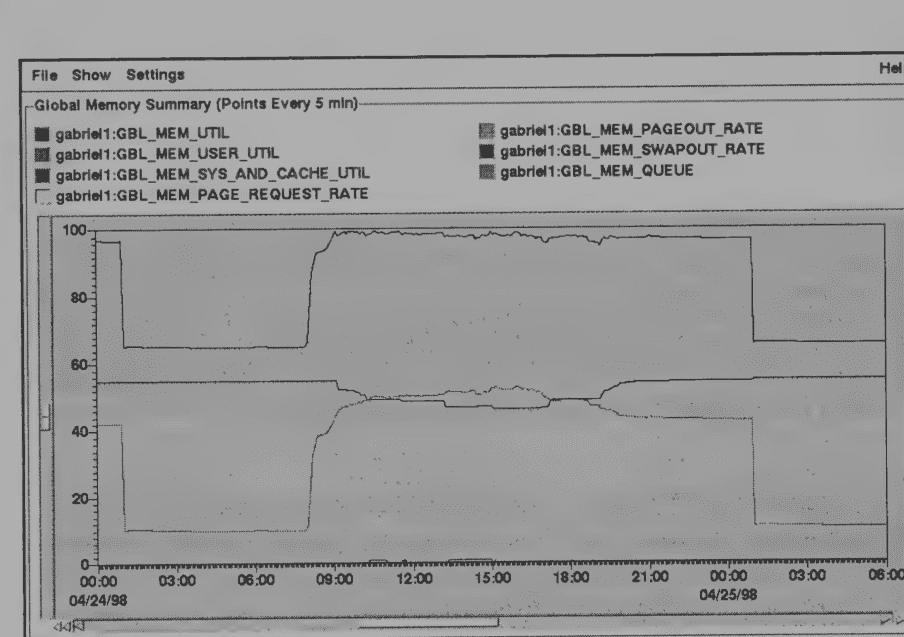 File Show Settings
Global Memory Summary (Points Every 5 min)
gabriel1:GBL_MEM_UTIL
gabriel1:GBL_MEM_USER_UTIL
gabriel1:GBL_MEM_SYS_AND_CACHE_UTIL
gabriel1:GBL_MEM_PAGE_REQUEST_RATE
gabriel1:GBL_MEM_PAGEOUT_RATE
gabriel1:GBL_MEM_SWAPOUT_RATE
gabriel1:GBL_MEM_QUEUE
100
80
60
40
20
0
00:00 03:00 06:00 09:00 12:00 15:00 18:00 21:00 00:00 03:00 06:00
04/24/98 04/25/98